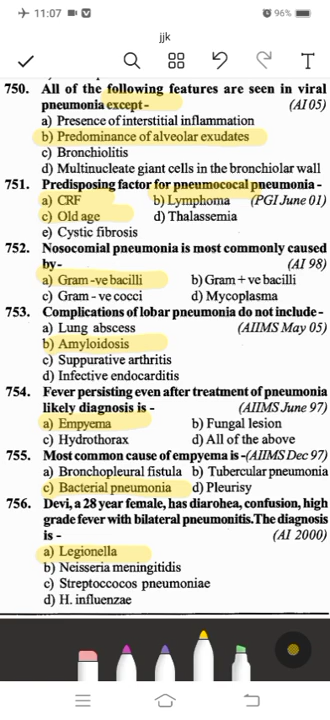 11:07
96%
jjk
T
750. All of the following features are seen in viral
pneumonia except - (AI 05)
a) Presence of interstitial inflammation
b) Predominance of alveolar exudates
c) Bronchiolitis
d) Multinucleate giant cells in the bronchiolar wall
751. Predisposing factor for pneumococal pneumonia -
a) CRF b) Lymphoma (PGI June 01)
c) Old age d) Thalassemia
e) Cystic fibrosis
752. Nosocomial pneumonia is most commonly caused
by- (AI 98)
a) Gram -ve bacilli b) Gram + ve bacilli
c) Gram - ve cocci d) Mycoplasma
753. Complications of lobar pneumonia do not include -
a) Lung abscess (AIIMS May 05)
b) Amyloidosis
c) Suppurative arthritis
d) Infective endocarditis
754. Fever persisting even after treatment of pneumonia
likely diagnosis is - (AIIMS June 97)
a) Empyema b) Fungal lesion
c) Hydrothorax d) All of the above
755. Most common cause of empyema is -(AIIMS Dec 97)
a) Bronchopleural fistula b) Tubercular pneumonia
c) Bacterial pneumonia d) Pleurisy
756. Devi, a 28 year female, has diarohea, confusion, high
grade fever with bilateral pneumonitis.The diagnosis
is - (AI 2000)
a) Legionella
b) Neisseria meningitidis
c) Streptoccocos pneumoniae
d) H. influenzae